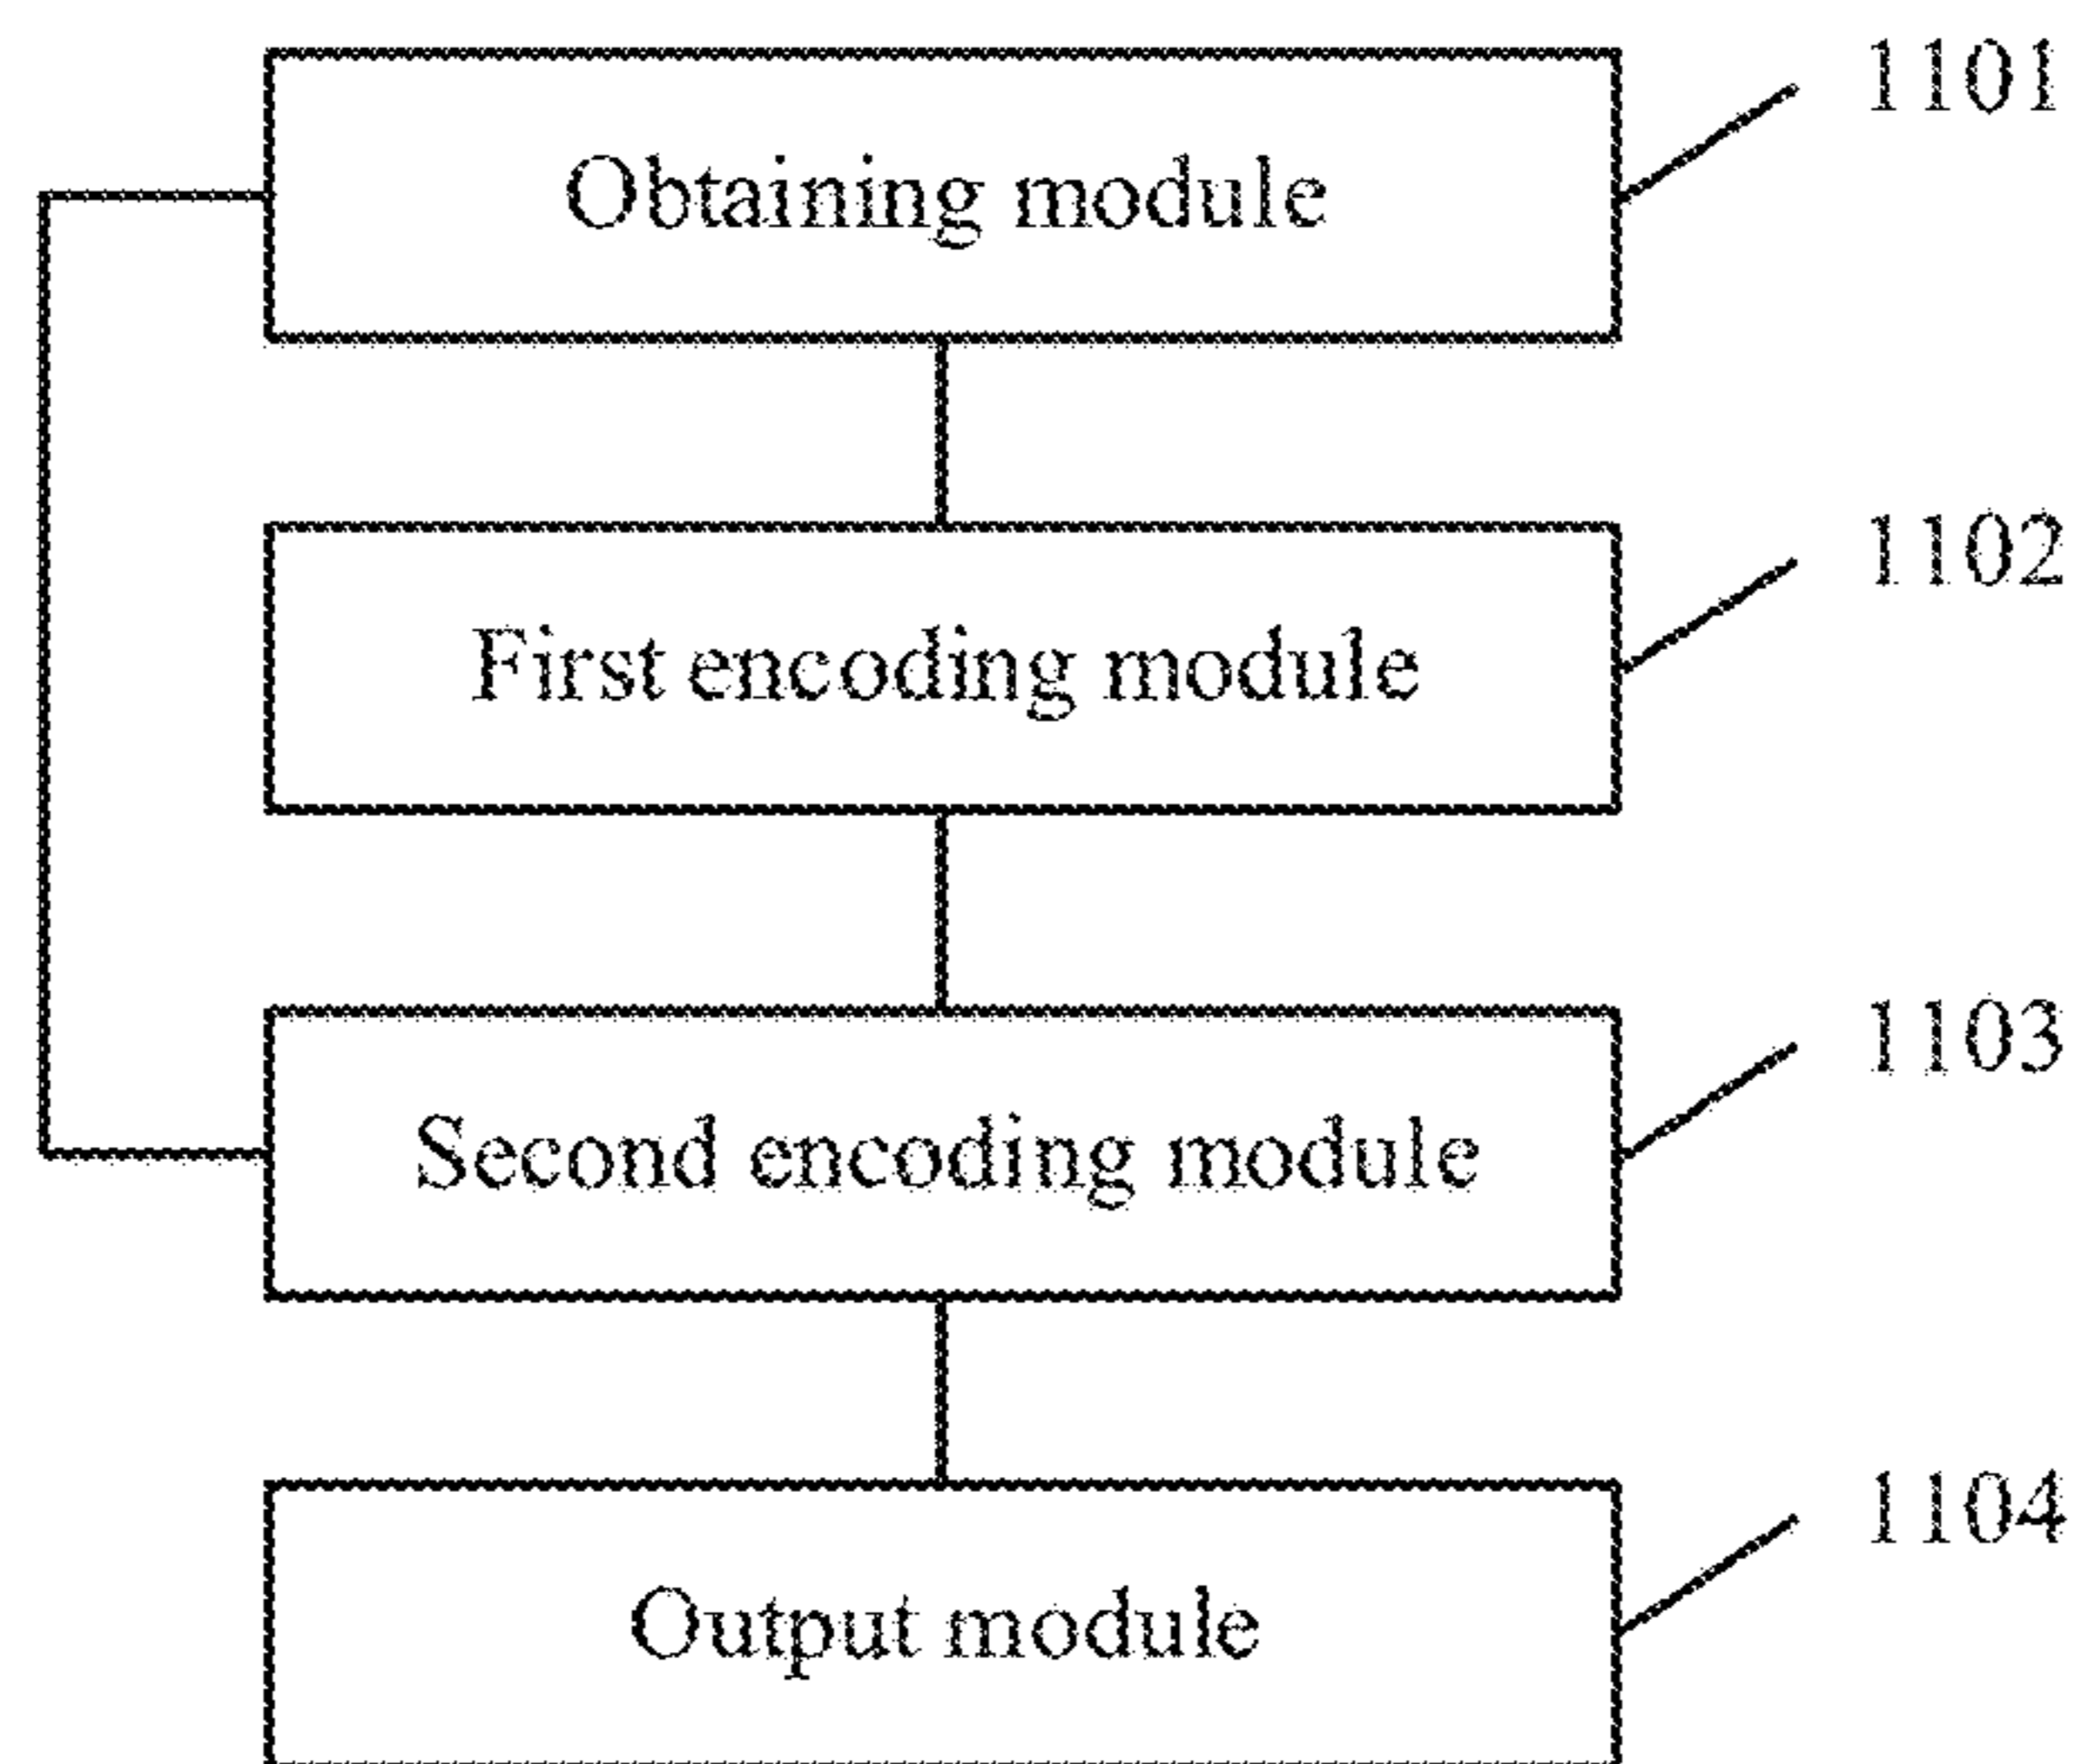 1101
Obtaining module
1102
First encoding module
1103
Second encoding module
1104
Output module